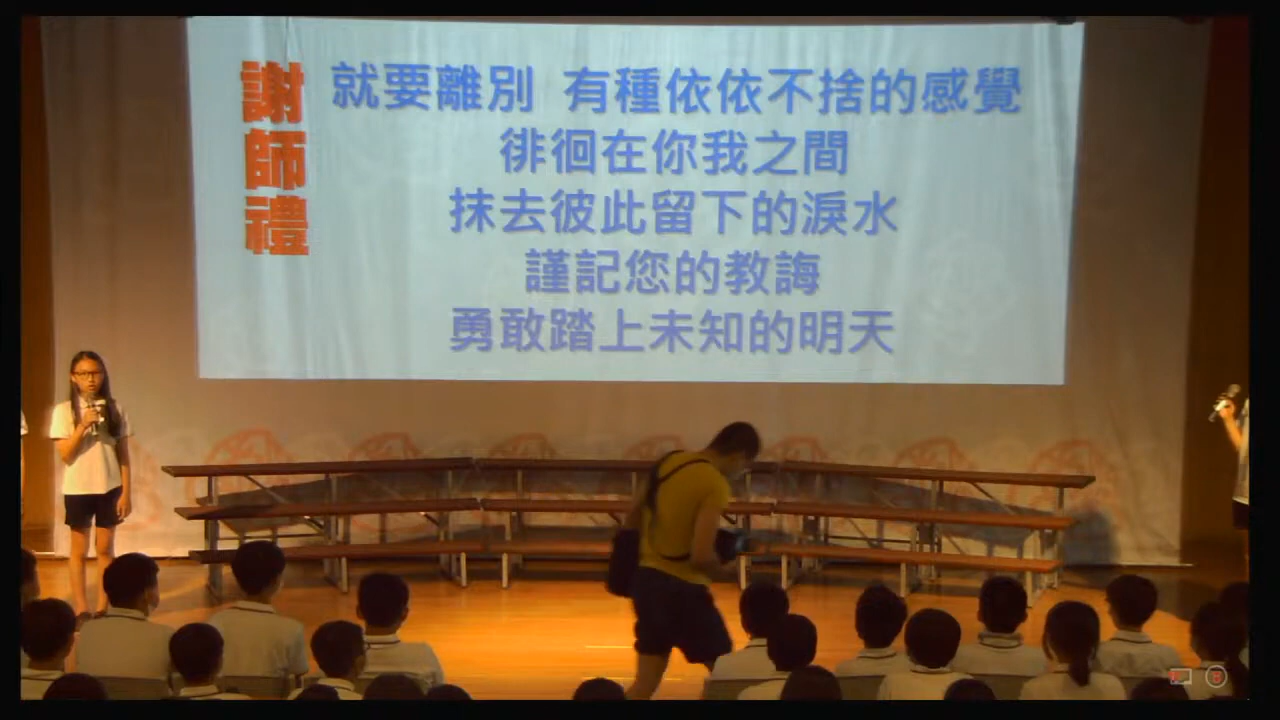 謝師禮
就要離別 有種依依不捨的感覺
徘徊在你我之間
抹去彼此留下的淚水
謹記您的教誨
勇敢踏上未知的明天